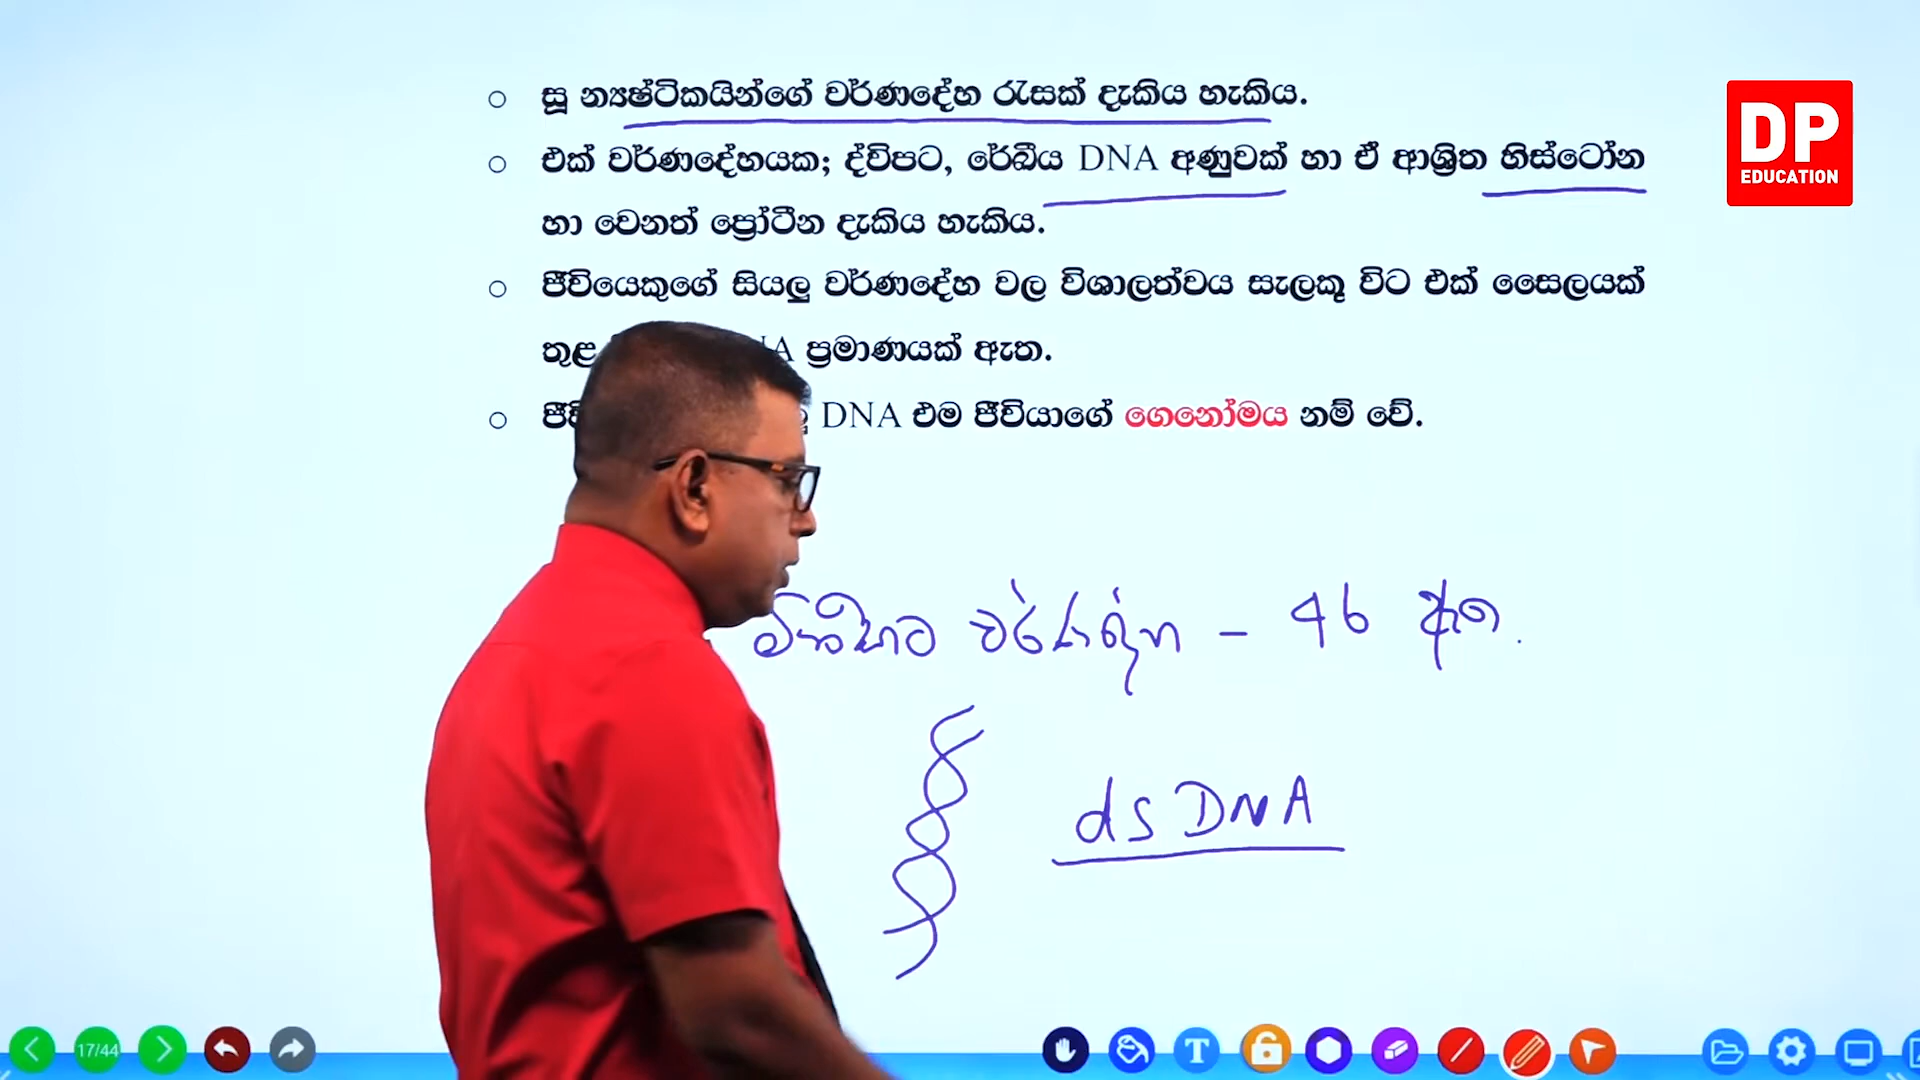 සූ න්‍යෂ්ටිකයින්ගේ වර්ණදේහ රැසක් දැකිය හැකිය.
එක් වර්ණදේහයක; ද්විපට, රේඛීය DNA අණුවක් හා ඒ ආශ්‍රිත හිස්ටෝන
හා වෙනත් ප්‍රෝටීන දැකිය හැකිය.
ජීවියෙකුගේ සියලු වර්ණදේහ වල විශාලත්වය සැලකූ විට එක් සෛලයක්
තුළ ප්‍රමාණයක් ඇත.
DNA එම ජීවියාගේ ගෙනෝමය නම් වේ.
DP
EDUCATION
මිනිසාට වර්ණදේහ - 46 ඇත.
ds DNA
17/44